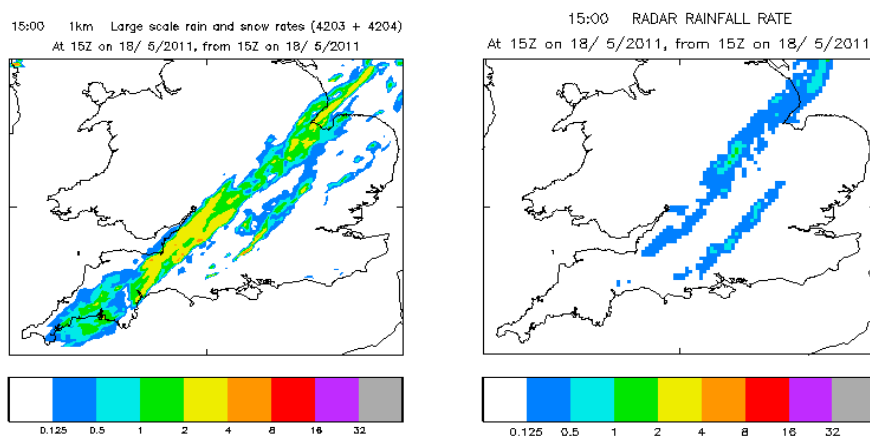 15:00 1km Large scale rain and snow rates (4203 + 4204)
At 15Z on 18/ 5/2011, from 15Z on 18/ 5/2011
0.125 0.5 1 2 4 8 16 32
15:00 RADAR RAINFALL RATE
At 15Z on 18/ 5/2011, from 15Z on 18/ 5/2011
0.125 0.5 1 2 4 8 16 32